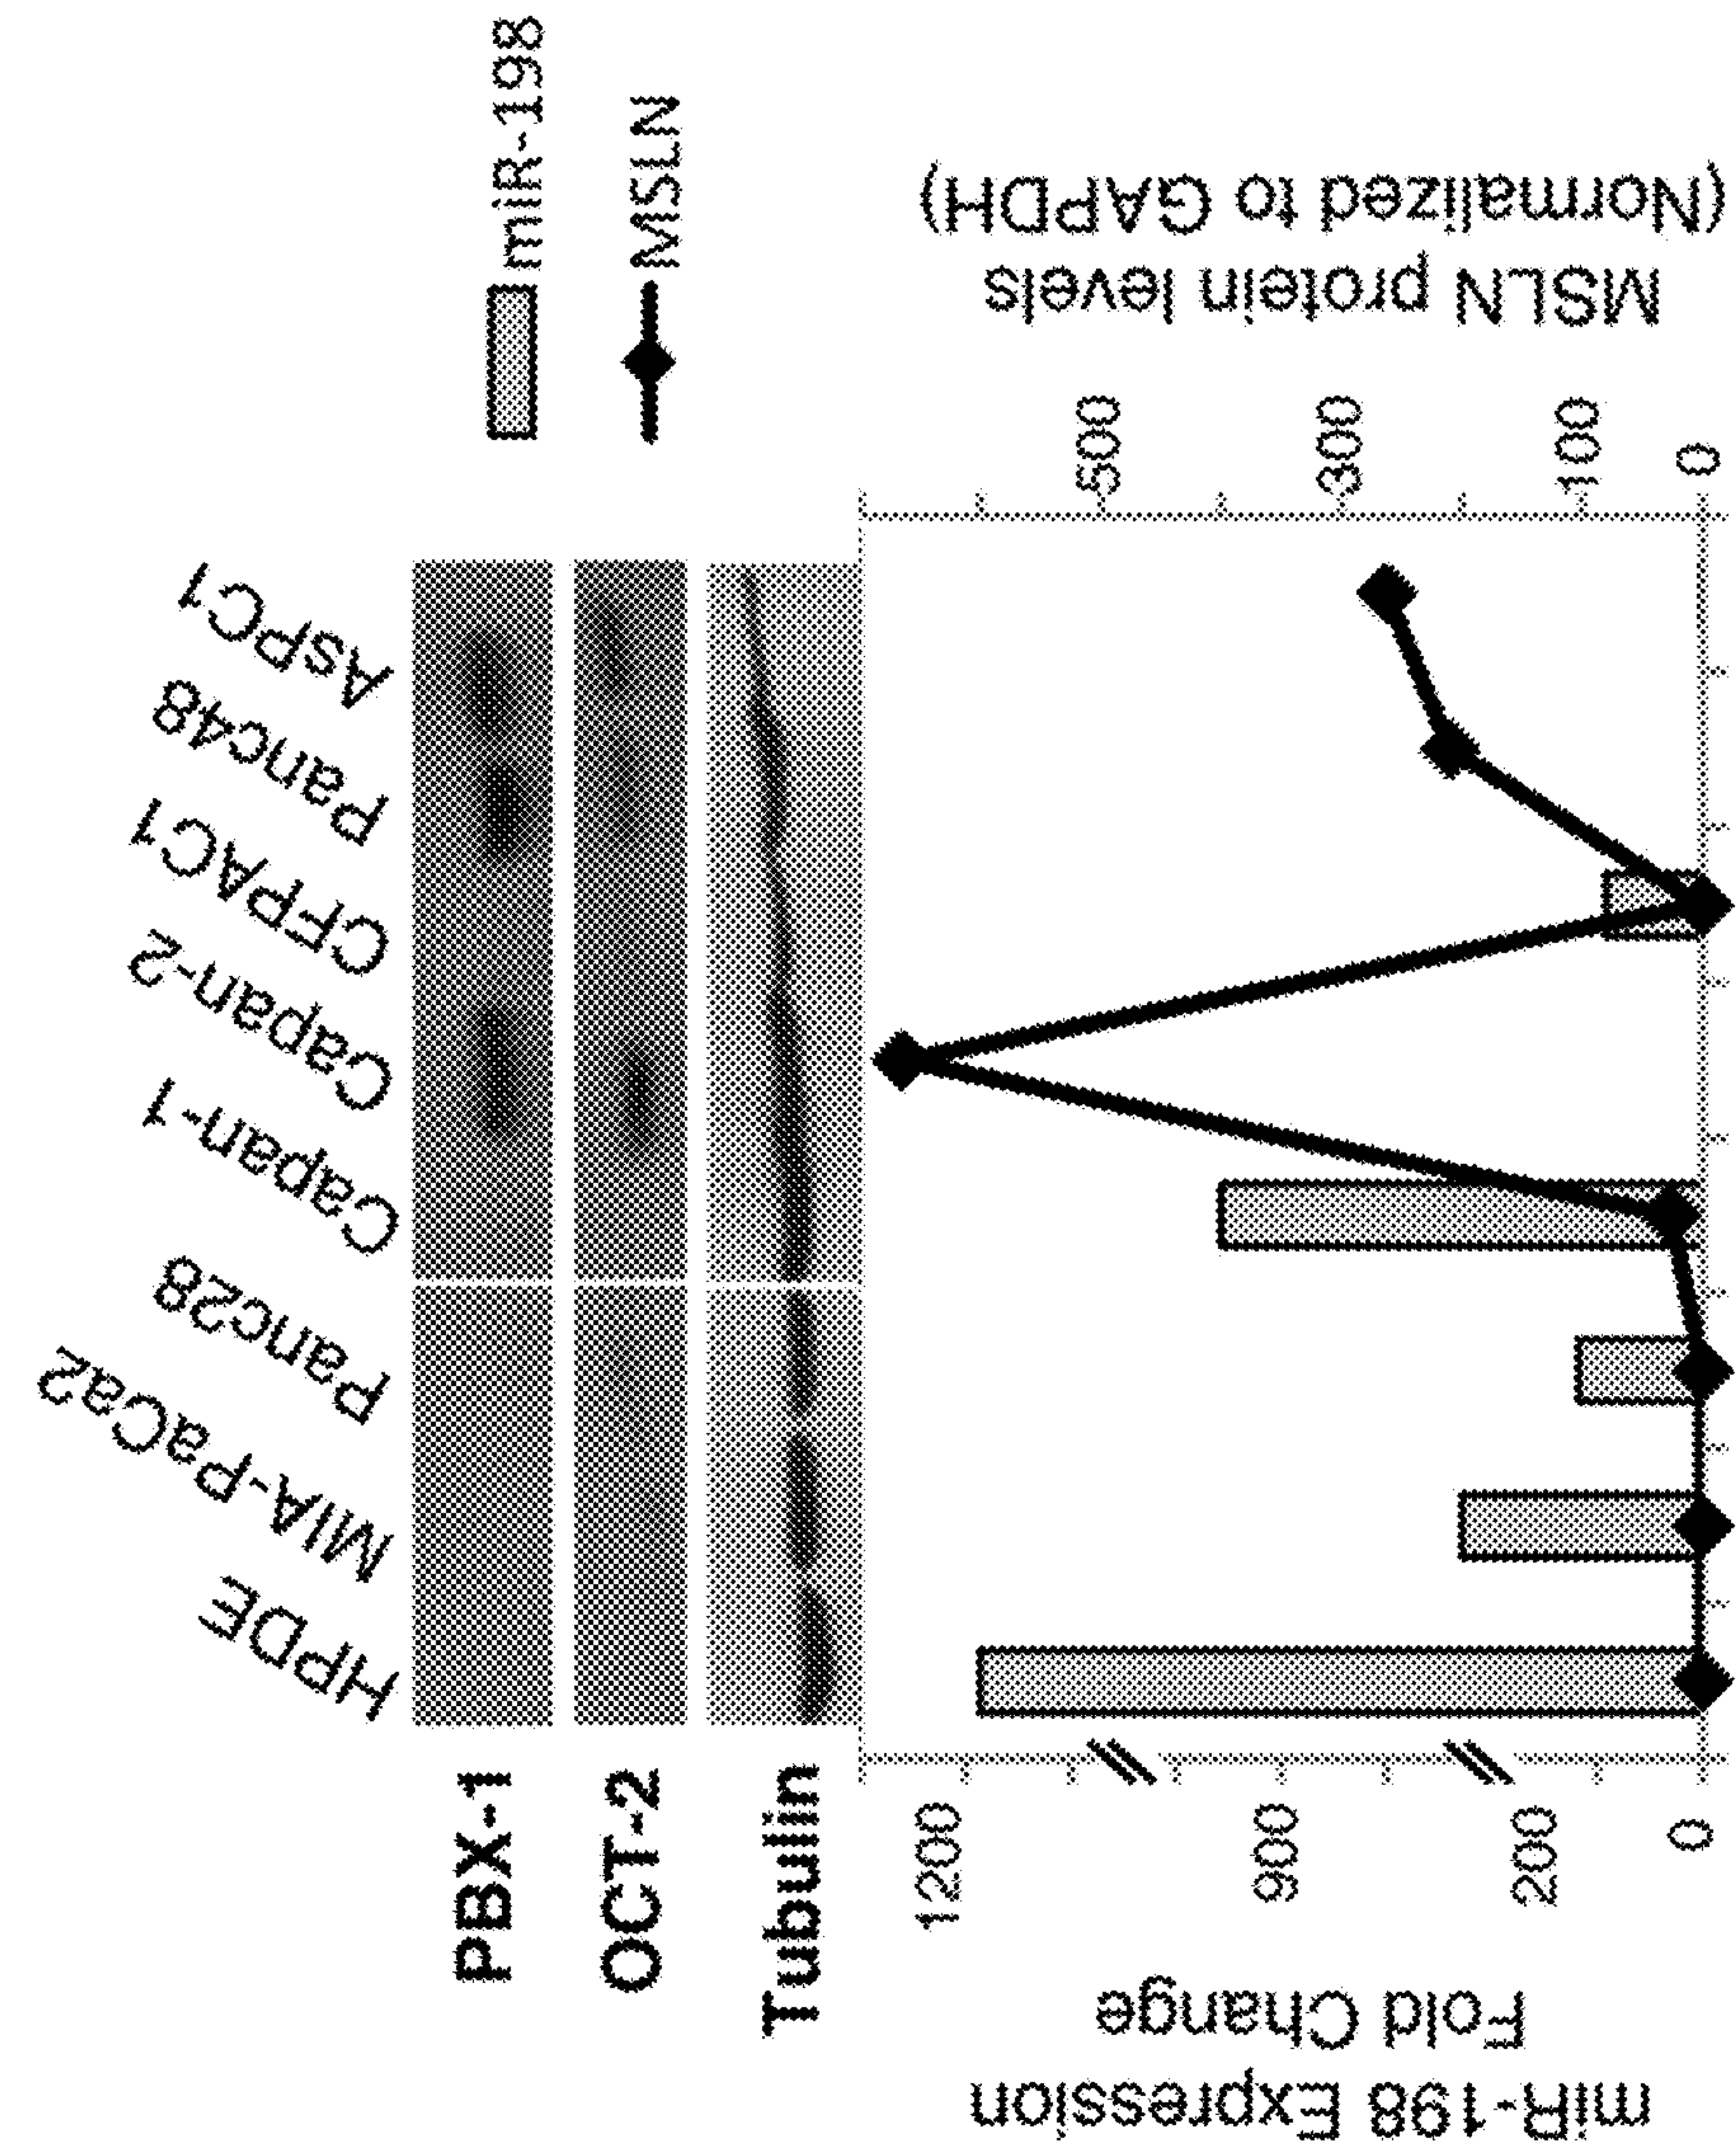 HPDE
MIA-PaCa2
Panc28
Capan-1
Capan-2
CFPAC1
Panc48
AsPC1
PBX-1
OCT-2
Tubulin
miR-198
MSLN
miR-198 Expression
Fold Change
1200
900
200
0
500
300
100
0
MSLN protein levels
(Normalized to GAPDH)